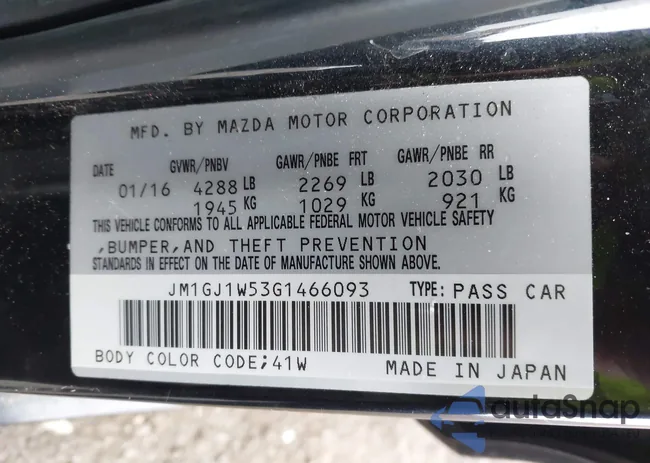 MFD. BY MAZDA MOTOR CORPORATION
DATE GVWR/PNBV GAWR/PNBE FRT GAWR/PNBE RR
01/16 4288 LB 2269 LB 2030 LB
1945 KG 1029 KG 921 KG
THIS VEHICLE CONFORMS TO ALL APPLICABLE FEDERAL MOTOR VEHICLE SAFETY
,BUMPER,AND THEFT PREVENTION
STANDARDS IN EFFECT ON THE DATE OF MANUFACTURE SHOWN ABOVE.
JM1GJ1W53G1466093 TYPE: PASS CAR
BODY COLOR CODE;41W MADE IN JAPAN
autoSnap